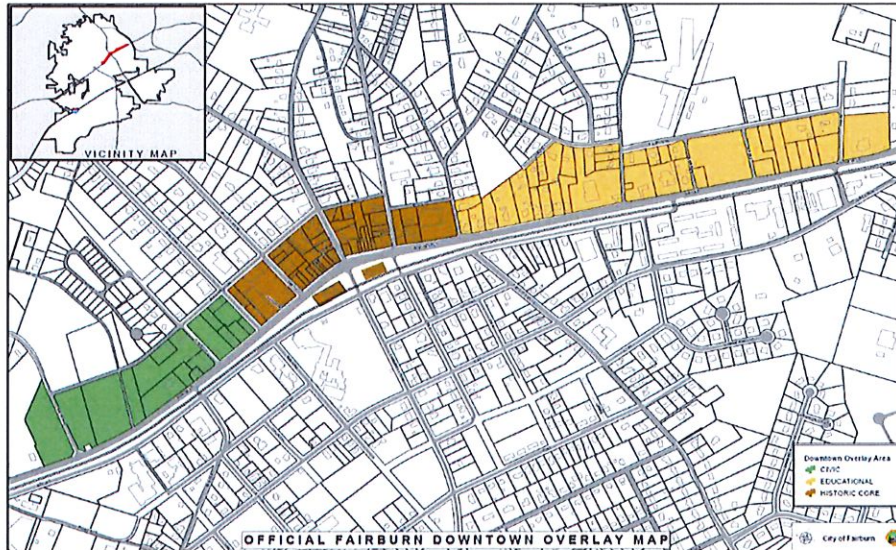 VICINITY MAP
Downtown Overlay Area
CIVIC
EDUCATIONAL
HISTORIC CORE
OFFICIAL FAIRBURN DOWNTOWN OVERLAY MAP
City of Fairburn